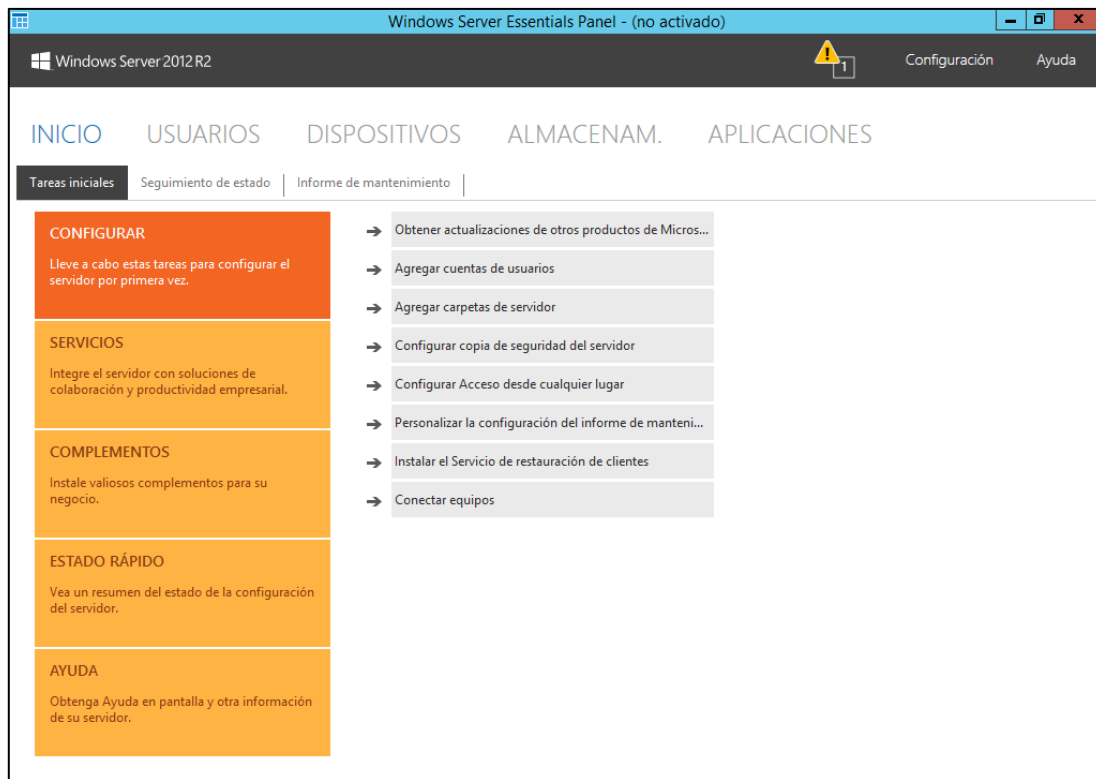 Windows Server Essentials Panel - (no activado)
Windows Server 2012 R2
1
Configuración
Ayuda
INICIO
USUARIOS
DISPOSITIVOS
ALMACENAM.
APLICACIONES
Tareas iniciales
Seguimiento de estado
Informe de mantenimiento
CONFIGURAR
Lleve a cabo estas tareas para configurar el
servidor por primera vez.
SERVICIOS
Integre el servidor con soluciones de
colaboración y productividad empresarial.
COMPLEMENTOS
Instale valiosos complementos para su
negocio.
ESTADO RÁPIDO
Vea un resumen del estado de la configuración
del servidor.
AYUDA
Obtenga Ayuda en pantalla y otra información
de su servidor.
Obtener actualizaciones de otros productos de Micros...
Agregar cuentas de usuarios
Agregar carpetas de servidor
Configurar copia de seguridad del servidor
Configurar Acceso desde cualquier lugar
Personalizar la configuración del informe de manteni...
Instalar el Servicio de restauración de clientes
Conectar equipos